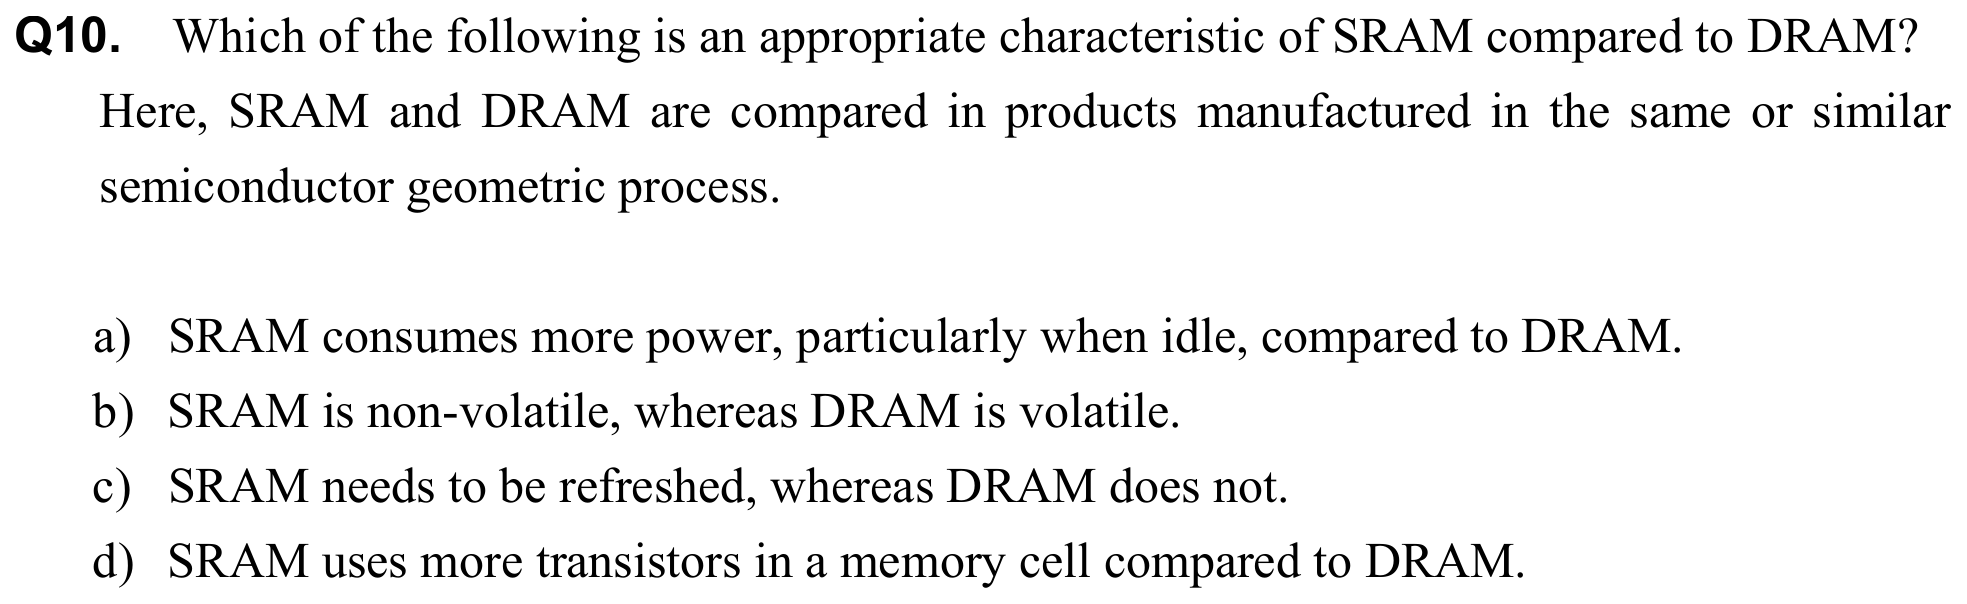 Q10. Which of the following is an appropriate characteristic of SRAM compared to DRAM?
Here, SRAM and DRAM are compared in products manufactured in the same or similar
semiconductor geometric process.
a) SRAM consumes more power, particularly when idle, compared to DRAM.
b) SRAM is non-volatile, whereas DRAM is volatile.
c) SRAM needs to be refreshed, whereas DRAM does not.
d) SRAM uses more transistors in a memory cell compared to DRAM.